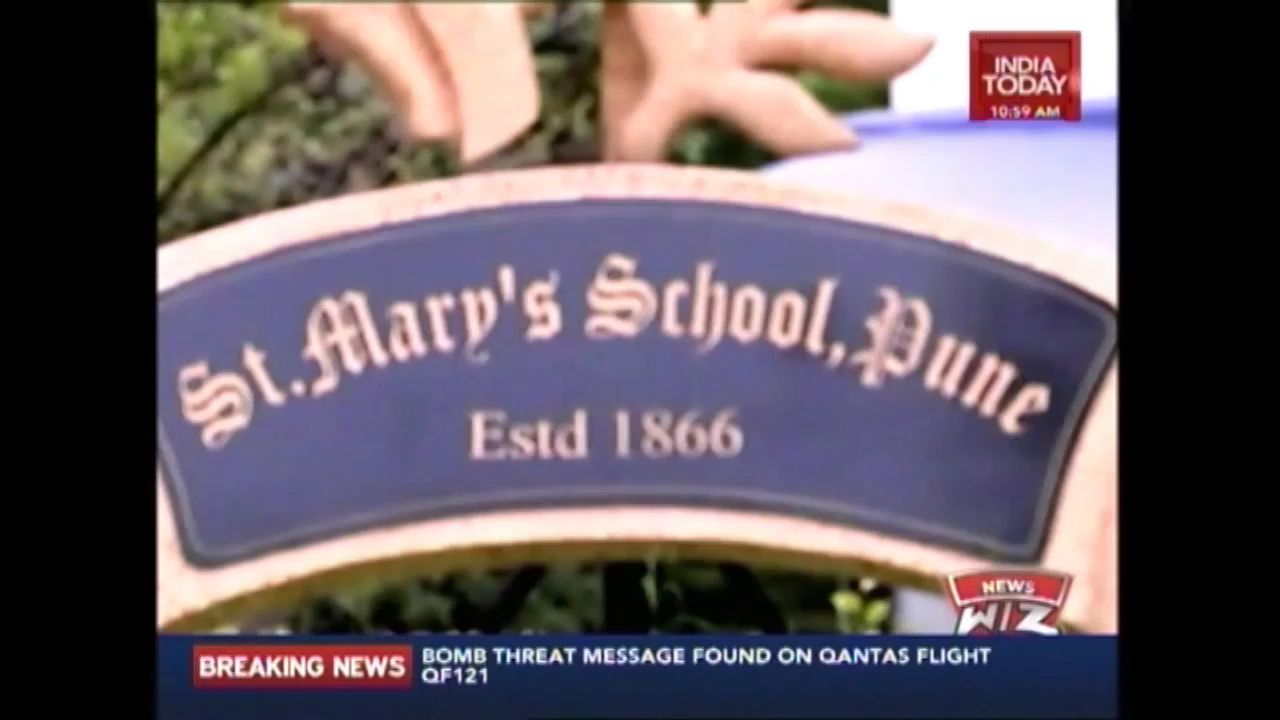 INDIA
TODAY
10:59 AM
St. Mary's School, Pune
Estd 1866
NEWS
WIZ
BREAKING NEWS
BOMB THREAT MESSAGE FOUND ON QANTAS FLIGHT
QF121